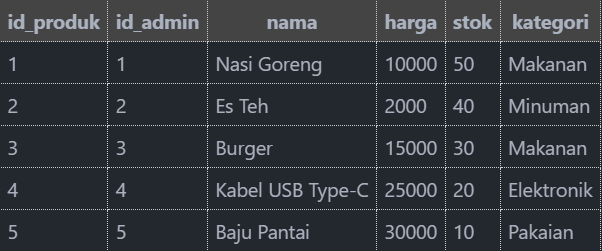 id_produk id_admin nama harga stok kategori
1 1 Nasi Goreng 10000 50 Makanan
2 2 Es Teh 2000 40 Minuman
3 3 Burger 15000 30 Makanan
4 4 Kabel USB Type-C 25000 20 Elektronik
5 5 Baju Pantai 30000 10 Pakaian